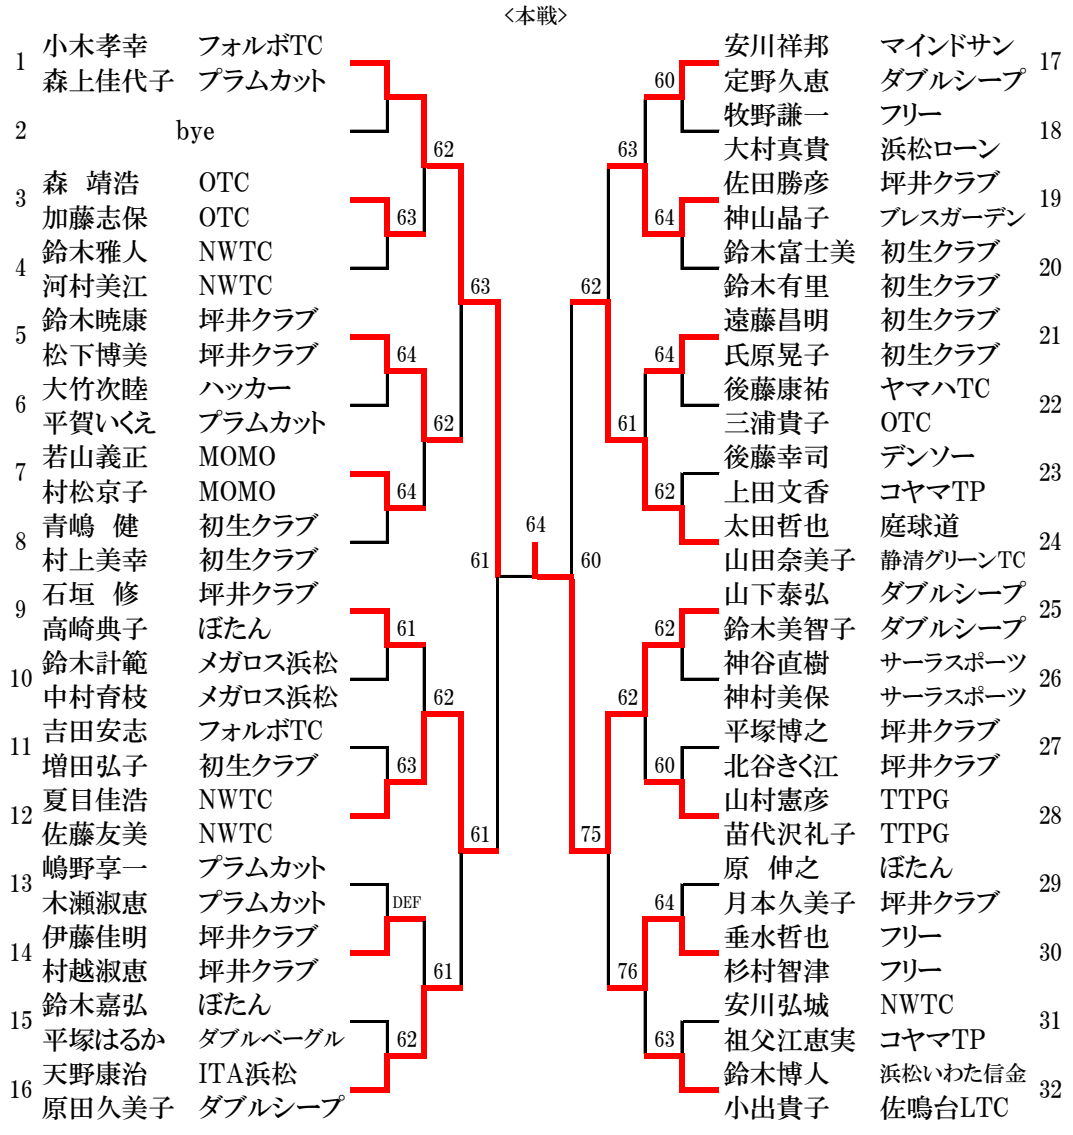 <本戦>
1 小木孝幸 フォルボTC
森上佳代子 プラムカット
2 bye
62
3 森 靖浩 OTC
加藤志保 OTC
63
4 鈴木雅人 NWTC
河村美江 NWTC
63
5 鈴木暁康 坪井クラブ
松下博美 坪井クラブ
64
6 大竹次睦 ハッカー
平賀いくえ プラムカット
62
7 若山義正 MOMO
村松京子 MOMO
64
8 青嶋 健 初生クラブ
村上美幸 初生クラブ
61
9 石垣 修 坪井クラブ
高崎典子 ぼたん
61
10 鈴木計範 メガロス浜松
中村育枝 メガロス浜松
62
11 吉田安志 フォルボTC
増田弘子 初生クラブ
63
12 夏目佳浩 NWTC
佐藤友美 NWTC
61
13 嶋野享一 プラムカット
木瀬淑恵 プラムカット
DEF
14 伊藤佳明 坪井クラブ
村越淑恵 坪井クラブ
61
15 鈴木嘉弘 ぼたん
平塚はるか ダブルベーグル
62
16 天野康治 ITA浜松
原田久美子 ダブルシープ
64
安川祥邦 マインドサン 17
定野久恵 ダブルシープ
60
牧野謙一 フリー 18
大村真貴 浜松ローン
63
佐田勝彦 坪井クラブ 19
神山晶子 ブレスガーデン
64
鈴木富士美 初生クラブ 20
鈴木有里 初生クラブ
62
遠藤昌明 初生クラブ 21
氏原晃子 初生クラブ
64
後藤康祐 ヤマハTC 22
三浦貴子 OTC
61
後藤幸司 デンソー 23
上田文香 コヤマTP
62
太田哲也 庭球道 24
山田奈美子 静清グリーンTC
60
山下泰弘 ダブルシープ 25
鈴木美智子 ダブルシープ
62
神谷直樹 サーラスポーツ 26
神村美保 サーラスポーツ
62
平塚博之 坪井クラブ 27
北谷きく江 坪井クラブ
60
山村憲彦 TTPG 28
苗代沢礼子 TTPG
75
原 伸之 ぼたん 29
月本久美子 坪井クラブ
64
垂水哲也 フリー 30
杉村智津 フリー
76
安川弘城 NWTC 31
祖父江恵実 コヤマTP
63
鈴木博人 浜松いわた信金 32
小出貴子 佐鳴台LTC